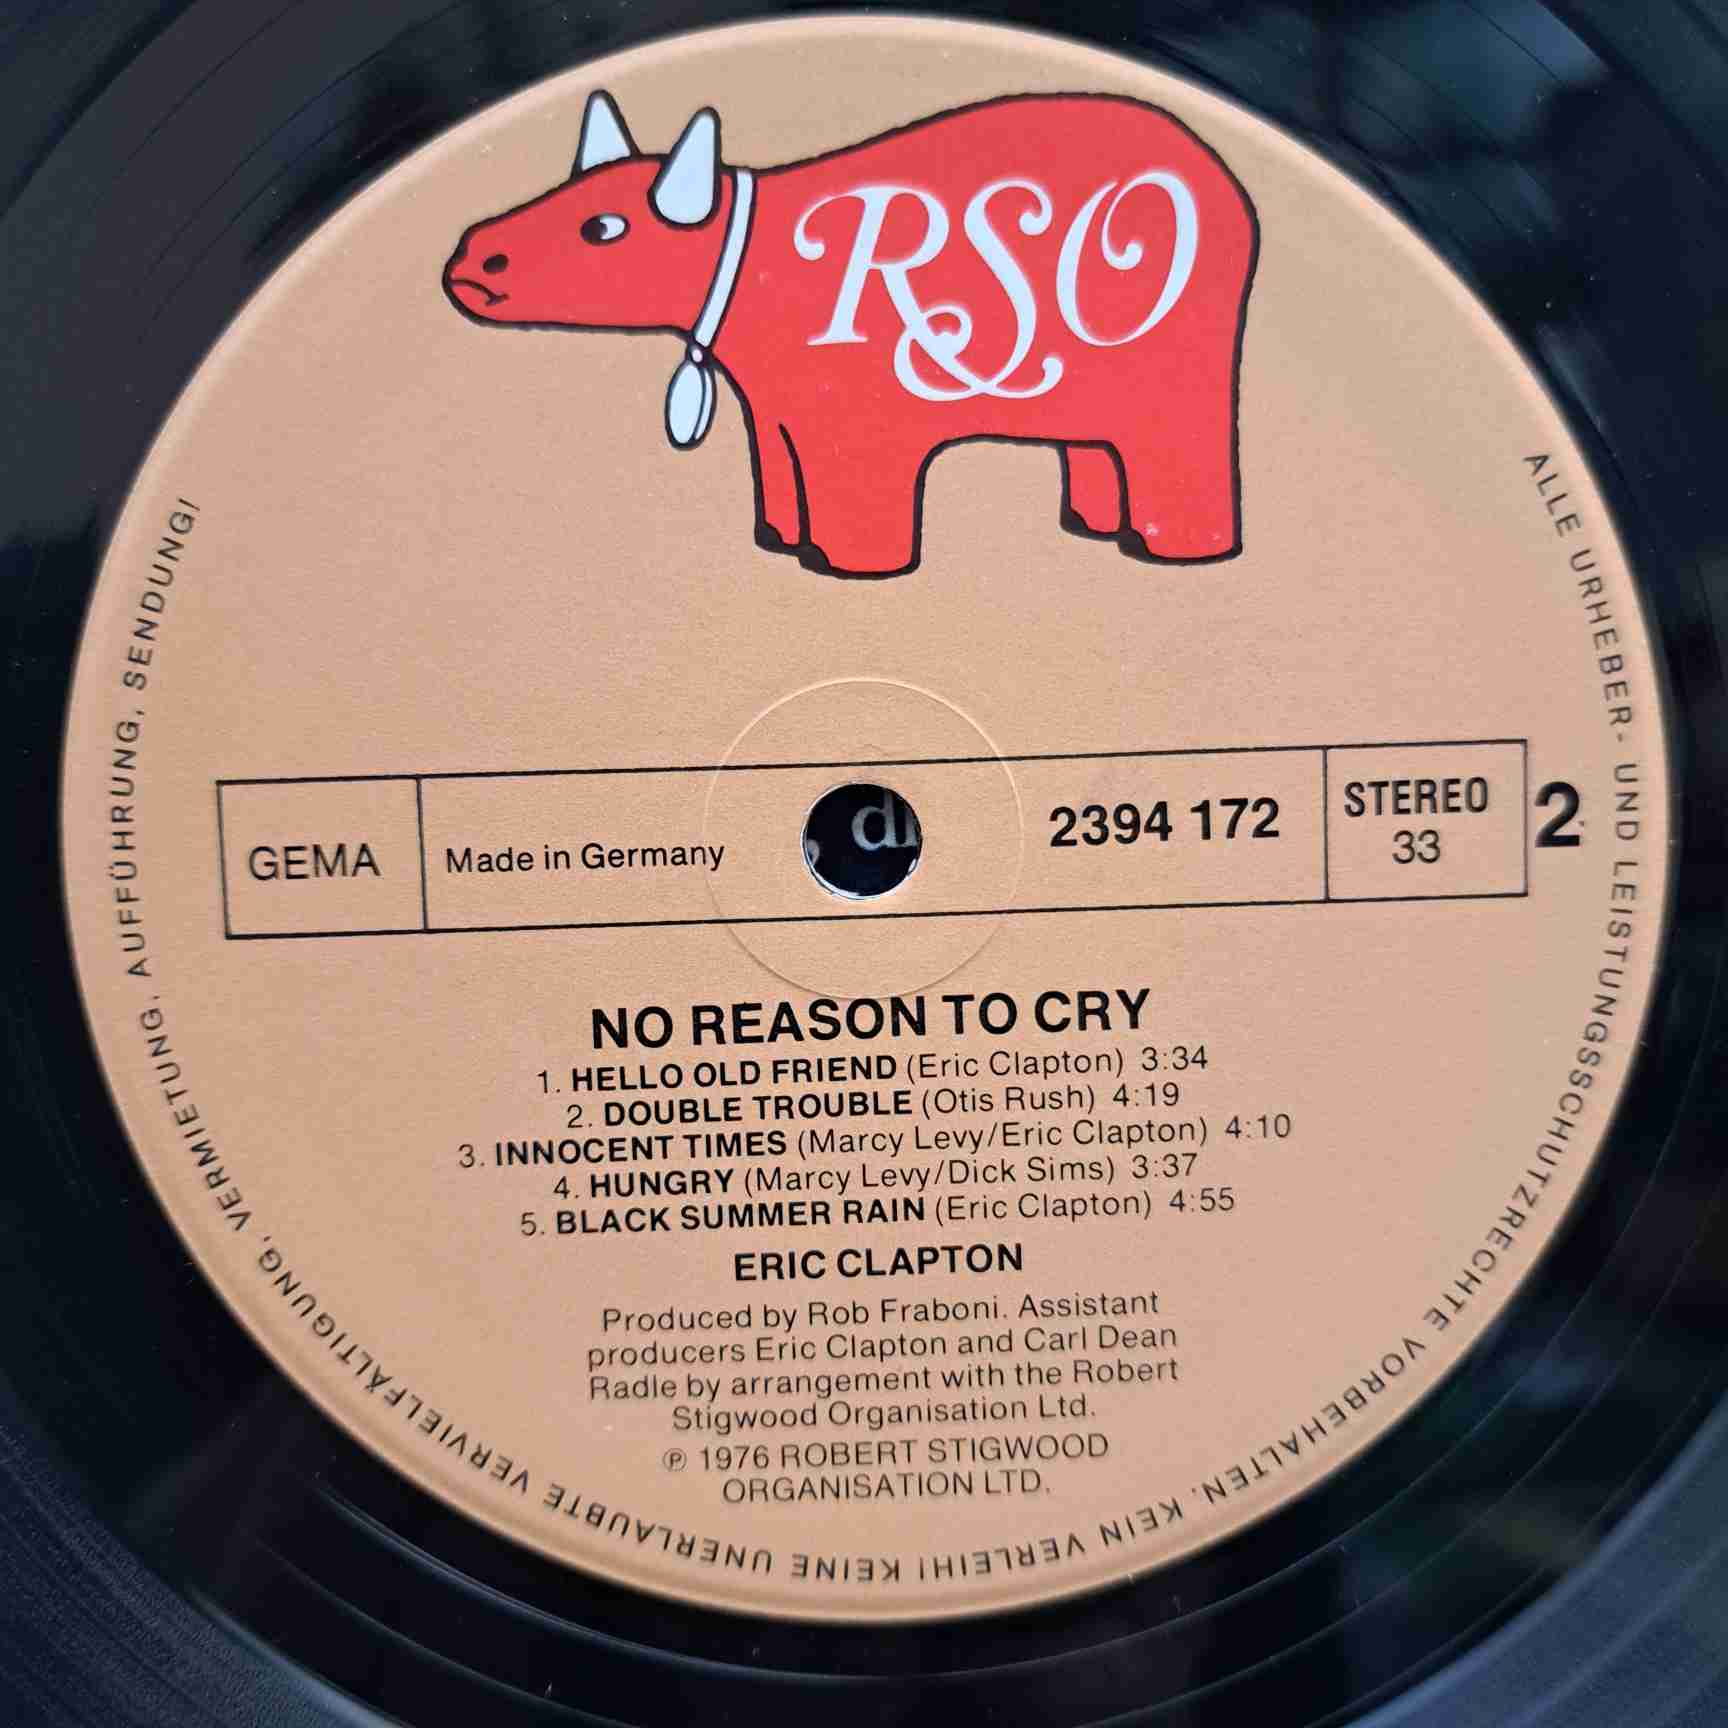 RSO
GEMA
Made in Germany
2394 172
STEREO
33
2
NO REASON TO CRY
1. HELLO OLD FRIEND (Eric Clapton) 3:34
2. DOUBLE TROUBLE (Otis Rush) 4:19
3. INNOCENT TIMES (Marcy Levy/Eric Clapton) 4:10
4. HUNGRY (Marcy Levy/Dick Sims) 3:37
5. BLACK SUMMER RAIN (Eric Clapton) 4:55
ERIC CLAPTON
Produced by Rob Fraboni. Assistant
producers Eric Clapton and Carl Dean
Radle by arrangement with the Robert
Stigwood Organisation Ltd.
℗ 1976 ROBERT STIGWOOD
ORGANISATION LTD.
ALLE URHEBER- UND LEISTUNGSSCHUTZRECHTE VORBEHALTEN. KEIN VERLEIH! KEINE UNERLAUBTE VERVIELFÄLTIGUNG, VERMIETUNG, AUFFÜHRUNG, SENDUNG!